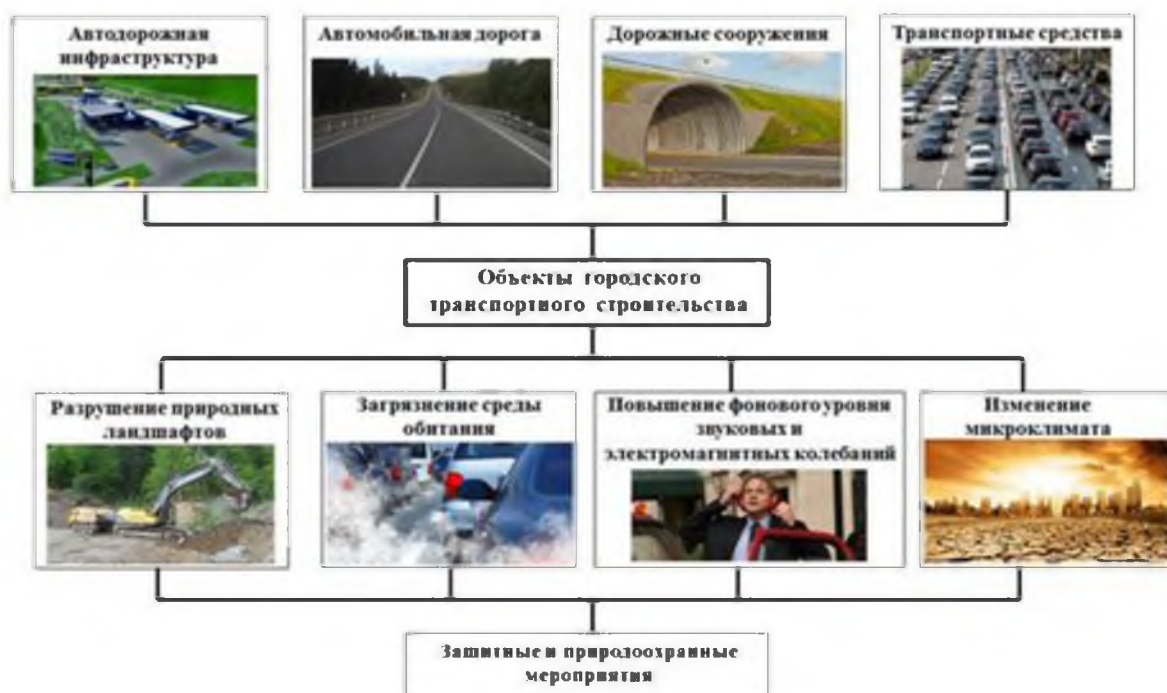 Автодорожная
инфраструктура
Автомобильная дорога
Дорожные сооружения
Транспортные средства
Объекты городского
транспортного строительства
Разрушение природных
ландшафтов
Загрязнение среды
обитания
Повышение фонового уровня
звуковых и
электромагнитных колебаний
Изменение
микроклимата
Защитные и природоохранные
мероприятия